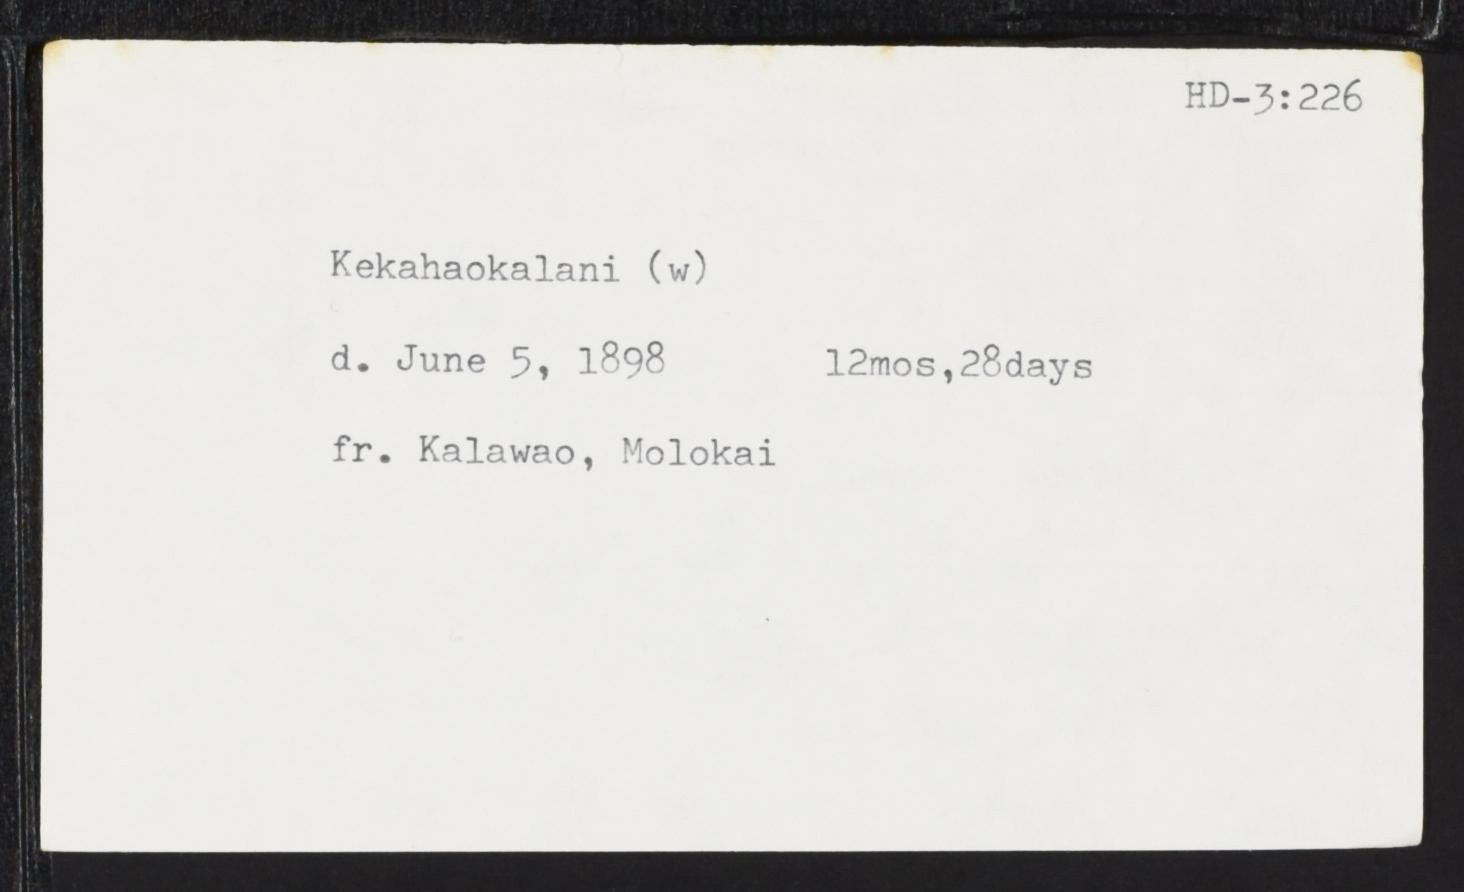 HD-3:226
Kekahaokalani (w)
d. June 5, 1898 12mos,28days
fr. Kalawao, Molokai